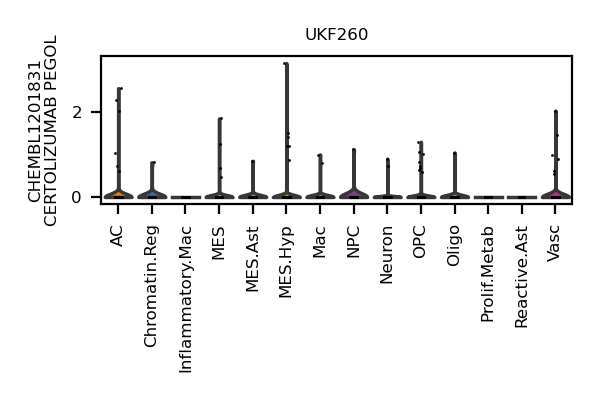 UKF260
CHEMBL1201831
CERTOLIZUMAB PEGOL
2
0
AC
Chromatin.Reg
Inflammatory.Mac
MES
MES.Ast
MES.Hyp
Mac
NPC
Neuron
OPC
Oligo
Prolif.Metab
Reactive.Ast
Vasc